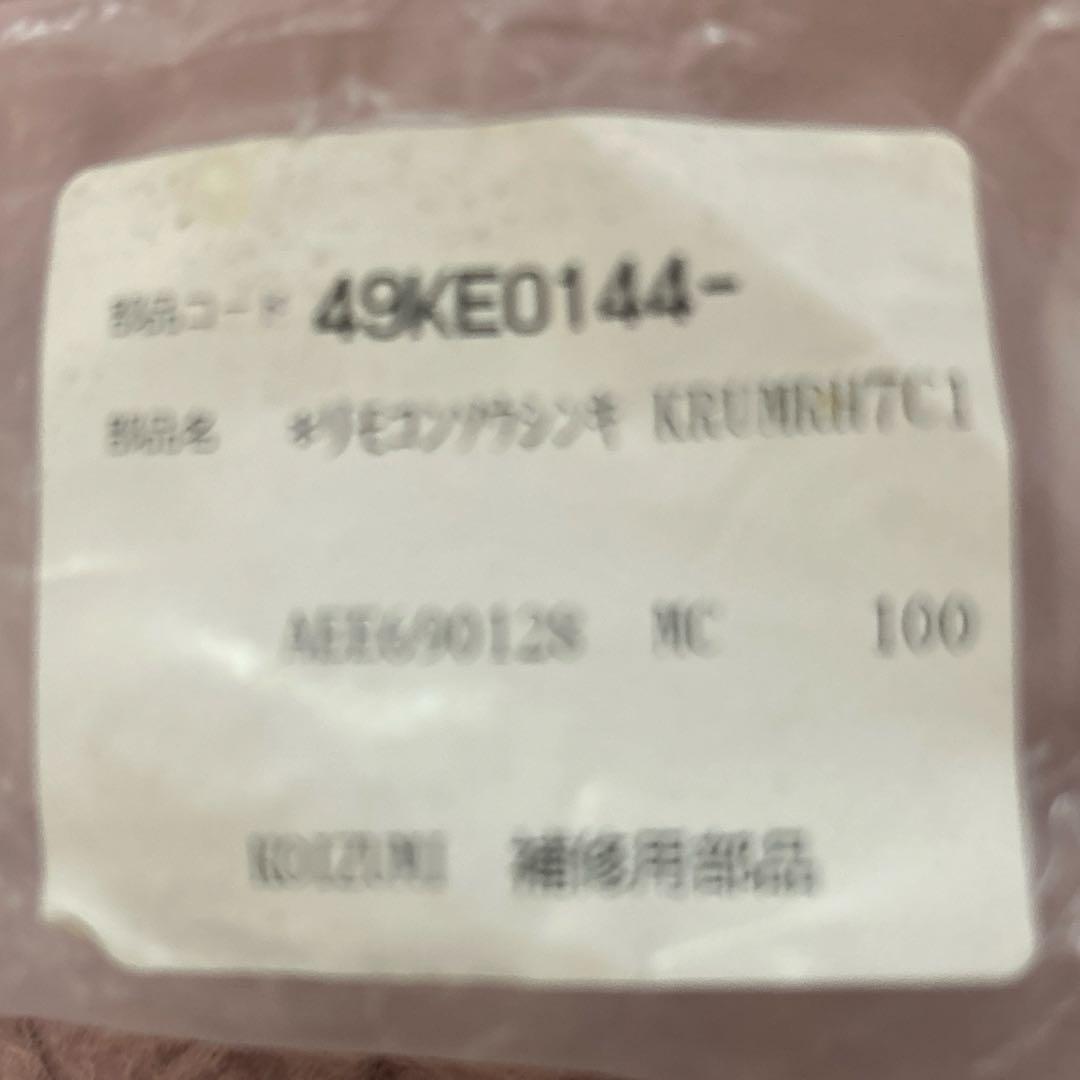 部品コード 49KE0144-
部品名 *リモコンソウシンキ KRUMRH7C1
AEE690128 MC 100
KOIZUMI 補修用部品